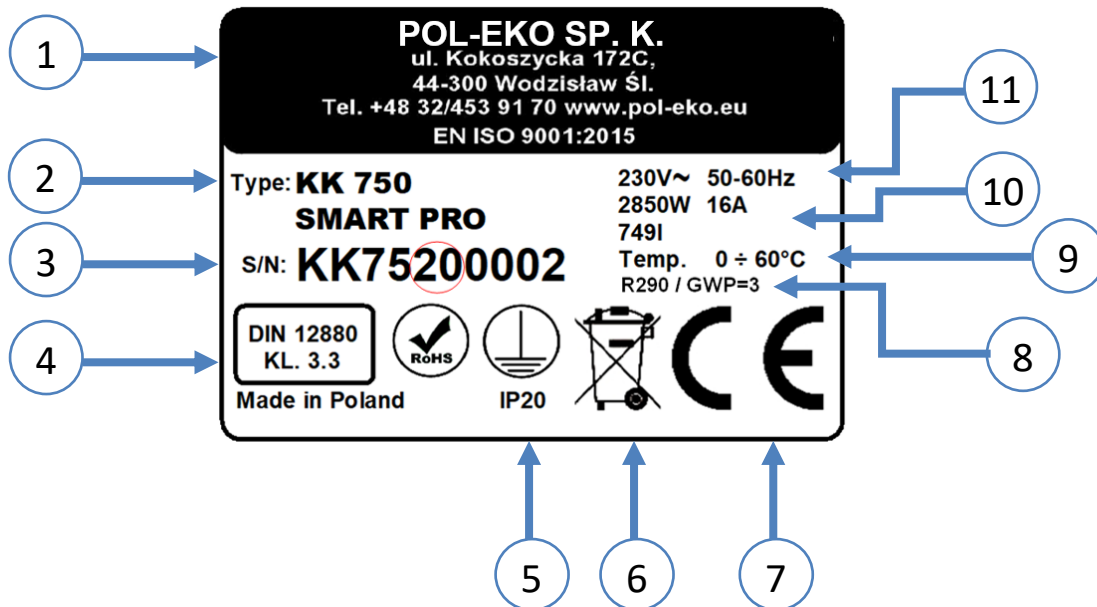 POL-EKO SP. K.
ul. Kokoszycka 172C,
44-300 Wodzisław Śl.
Tel. +48 32/453 91 70 www.pol-eko.eu
EN ISO 9001:2015
1
2
3
4
Type: KK 750
SMART PRO
S/N: KK75200002
DIN 12880
KL. 3.3
RoHS
Made in Poland
IP20
230V~ 50-60Hz
2850W 16A
749l
Temp. 0 ÷ 60°C
R290 / GWP=3
CE
11
10
9
8
5
6
7